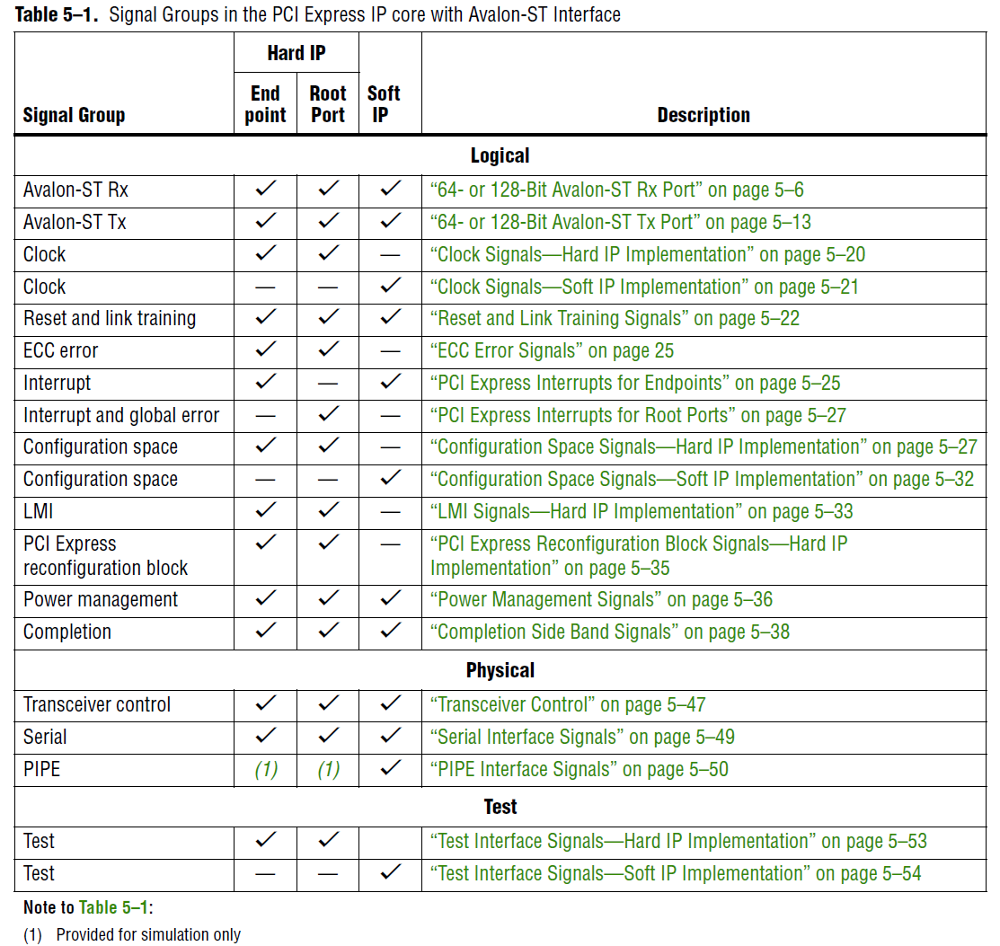 Table 5–1. Signal Groups in the PCI Express IP core with Avalon-ST Interface
Signal Group Hard IP Soft IP Description
End point Root Port
Logical
Avalon-ST Rx ✓ ✓ ✓ “64- or 128-Bit Avalon-ST Rx Port” on page 5–6
Avalon-ST Tx ✓ ✓ ✓ “64- or 128-Bit Avalon-ST Tx Port” on page 5–13
Clock ✓ ✓ — “Clock Signals—Hard IP Implementation” on page 5–20
Clock — — ✓ “Clock Signals—Soft IP Implementation” on page 5–21
Reset and link training ✓ ✓ ✓ “Reset and Link Training Signals” on page 5–22
ECC error ✓ ✓ — “ECC Error Signals” on page 25
Interrupt ✓ — ✓ “PCI Express Interrupts for Endpoints” on page 5–25
Interrupt and global error — ✓ — “PCI Express Interrupts for Root Ports” on page 5–27
Configuration space ✓ ✓ — “Configuration Space Signals—Hard IP Implementation” on page 5–27
Configuration space — — ✓ “Configuration Space Signals—Soft IP Implementation” on page 5–32
LMI ✓ ✓ — “LMI Signals—Hard IP Implementation” on page 5–33
PCI Express ✓ ✓ — “PCI Express Reconfiguration Block Signals—Hard IP
reconfiguration block Implementation” on page 5–35
Power management ✓ ✓ ✓ “Power Management Signals” on page 5–36
Completion ✓ ✓ ✓ “Completion Side Band Signals” on page 5–38
Physical
Transceiver control ✓ ✓ ✓ “Transceiver Control” on page 5–47
Serial ✓ ✓ ✓ “Serial Interface Signals” on page 5–49
PIPE (1) (1) ✓ “PIPE Interface Signals” on page 5–50
Test
Test ✓ ✓ “Test Interface Signals—Hard IP Implementation” on page 5–53
Test — — ✓ “Test Interface Signals—Soft IP Implementation” on page 5–54
Note to Table 5–1:
(1) Provided for simulation only